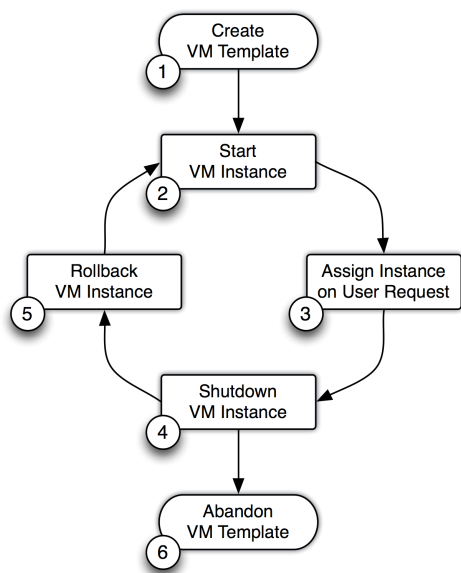 Create
VM Template
1
Start
VM Instance
2
Assign Instance
on User Request
3
Shutdown
VM Instance
4
Rollback
VM Instance
5
Abandon
VM Template
6